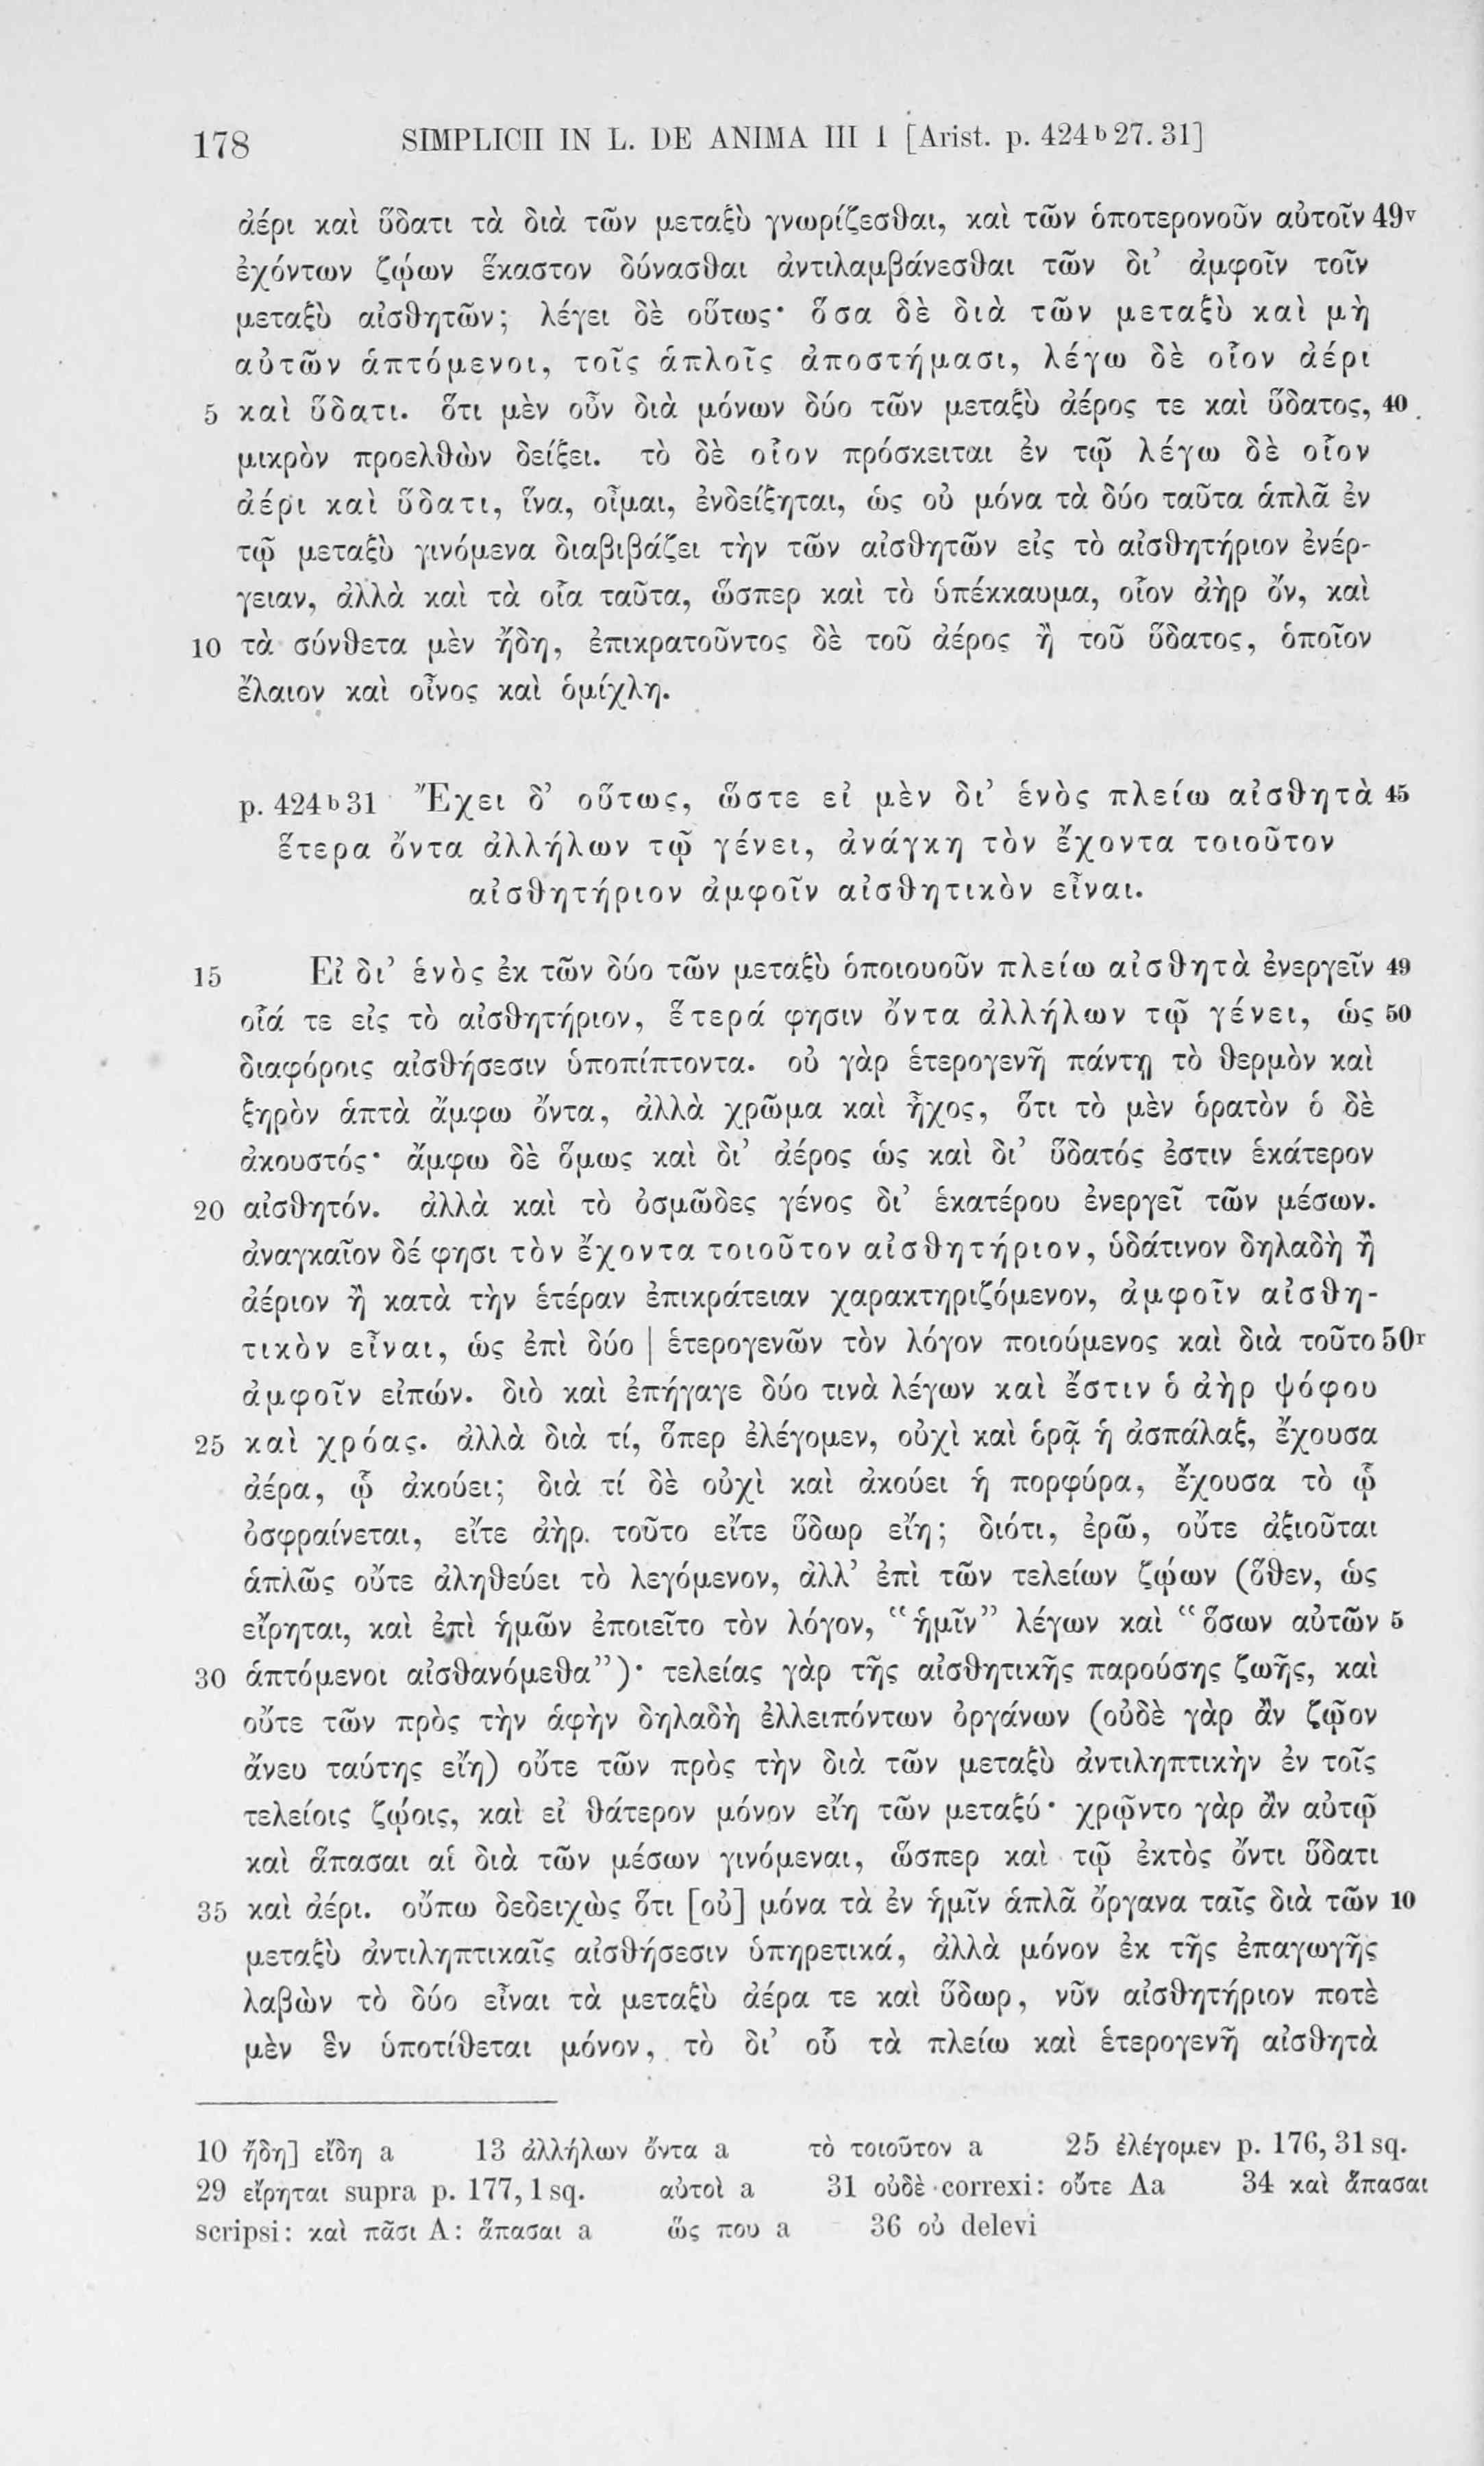 178 SIMPLICII IN L. DE ANIMA III 1 [Arist. p. 424ᵇ27. 31]
ἀέρι καὶ ὕδατι τὰ διὰ τῶν μεταξὺ γνωρίζεσθαι, καὶ τῶν ὁποτερονοῦν αὐτοῖν 49ᵛ
ἐχόντων ζῴων ἕκαστον δύνασθαι ἀντιλαμβάνεσθαι τῶν δι’ ἀμφοῖν τοῖν
μεταξὺ αἰσθητῶν; λέγει δὲ οὕτως· ὅσα δὲ διὰ τῶν μεταξὺ καὶ μὴ
αὐτῶν ἁπτόμενοι, τοῖς ἁπλοῖς ἀποστήμασι, λέγω δὲ οἷον ἀέρι
5 καὶ ὕδατι. ὅτι μὲν οὖν διὰ μόνων δύο τῶν μεταξὺ ἀέρος τε καὶ ὕδατος, 40
μικρὸν προελθὼν δείξει. τὸ δὲ οἷον πρόσκειται ἐν τῷ λέγω δὲ οἷον
ἀέρι καὶ ὕδατι, ἵνα, οἶμαι, ἐνδείξηται, ὡς οὐ μόνα τὰ δύο ταῦτα ἁπλᾶ ἐν
τῷ μεταξὺ γινόμενα διαβιβάζει τὴν τῶν αἰσθητῶν εἰς τὸ αἰσθητήριον ἐνέρ-
γειαν, ἀλλὰ καὶ τὰ οἷα ταῦτα, ὥσπερ καὶ τὸ ὑπέκκαυμα, οἷον ἀὴρ ὄν, καὶ
10 τὰ σύνθετα μὲν ἤδη, ἐπικρατοῦντος δὲ τοῦ ἀέρος ἢ τοῦ ὕδατος, ὁποῖον
ἔλαιον καὶ οἶνος καὶ ὁμίχλη.
p. 424ᵇ31 Ἔχει δ’ οὕτως, ὥστε εἰ μὲν δι’ ἑνὸς πλείω αἰσθητὰ 45
ἕτερα ὄντα ἀλλήλων τῷ γένει, ἀνάγκη τὸν ἔχοντα τοιοῦτον
αἰσθητήριον ἀμφοῖν αἰσθητικὸν εἶναι.
15 Εἰ δι’ ἑνὸς ἐκ τῶν δύο τῶν μεταξὺ ὁποιουοῦν πλείω αἰσθητὰ ἐνεργεῖν 49
οἷά τε εἰς τὸ αἰσθητήριον, ἕτερά φησιν ὄντα ἀλλήλων τῷ γένει, ὡς 50
διαφόροις αἰσθήσεσιν ὑποπίπτοντα. οὐ γὰρ ἑτερογενῆ πάντῃ τὸ θερμὸν καὶ
ξηρὸν ἁπτὰ ἄμφω ὄντα, ἀλλὰ χρῶμα καὶ ἦχος, ὅτι τὸ μὲν ὁρατὸν ὁ δὲ
ἀκουστός· ἄμφω δὲ ὅμως καὶ δι’ ἀέρος ὡς καὶ δι’ ὕδατός ἐστιν ἑκάτερον
20 αἰσθητόν. ἀλλὰ καὶ τὸ ὀσμῶδες γένος δι’ ἑκατέρου ἐνεργεῖ τῶν μέσων.
ἀναγκαῖον δέ φησι τὸν ἔχοντα τοιοῦτον αἰσθητήριον, ὑδάτινον δηλαδὴ ἢ
ἀέριον ἢ κατὰ τὴν ἑτέραν ἐπικράτειαν χαρακτηριζόμενον, ἀμφοῖν αἰσθη-
τικὸν εἶναι, ὡς ἐπὶ δύο | ἑτερογενῶν τὸν λόγον ποιούμενος καὶ διὰ τοῦτο 50ʳ
ἀμφοῖν εἰπών. διὸ καὶ ἐπήγαγε δύο τινὰ λέγων καὶ ἔστιν ὁ ἀὴρ ψόφου
25 καὶ χρόας. ἀλλὰ διὰ τί, ὅπερ ἐλέγομεν, οὐχὶ καὶ ὁρᾷ ἡ ἀσπάλαξ, ἔχουσα
ἀέρα, ᾧ ἀκούει; διὰ τί δὲ οὐχὶ καὶ ἀκούει ἡ πορφύρα, ἔχουσα τὸ ᾧ
ὀσφραίνεται, εἴτε ἀὴρ τοῦτο εἴτε ὕδωρ εἴη; διότι, ἐρῶ, οὔτε ἀξιοῦται
ἁπλῶς οὔτε ἀληθεύει τὸ λεγόμενον, ἀλλ’ ἐπὶ τῶν τελείων ζῴων (ὅθεν, ὡς
εἴρηται, καὶ ἐπὶ ἡμῶν ἐποιεῖτο τὸν λόγον, “ἡμῖν” λέγων καὶ “ὅσων αὐτῶν 5
30 ἁπτόμενοι αἰσθανόμεθα”)· τελείας γὰρ τῆς αἰσθητικῆς παρούσης ζωῆς, καὶ
οὔτε τῶν πρὸς τὴν ἁφὴν δηλαδὴ ἐλλειπόντων ὀργάνων (οὐδὲ γὰρ ἂν ζῷον
ἄνευ ταύτης εἴη) οὔτε τῶν πρὸς τὴν διὰ τῶν μεταξὺ ἀντιληπτικὴν ἐν τοῖς
τελείοις ζῴοις, καὶ εἰ θάτερον μόνον εἴη τῶν μεταξύ· χρῷντο γὰρ ἂν αὐτῷ
καὶ ἅπασαι αἱ διὰ τῶν μέσων γινόμεναι, ὥσπερ καὶ τῷ ἐκτὸς ὄντι ὕδατι
35 καὶ ἀέρι. οὔπω δεδειχὼς ὅτι [οὐ] μόνα τὰ ἐν ἡμῖν ἁπλᾶ ὄργανα ταῖς διὰ τῶν 10
μεταξὺ ἀντιληπτικαῖς αἰσθήσεσιν ὑπηρετικά, ἀλλὰ μόνον ἐκ τῆς ἐπαγωγῆς
λαβὼν τὸ δύο εἶναι τὰ μεταξὺ ἀέρα τε καὶ ὕδωρ, νῦν αἰσθητήριον ποτὲ
μὲν ἓν ὑποτίθεται μόνον, τὸ δι’ οὗ τὰ πλείω καὶ ἑτερογενῆ αἰσθητὰ
10 ἤδη] εἴδη a 13 ἀλλήλων ὄντα a τὸ τοιοῦτον a 25 ἐλέγομεν p. 176, 31 sq.
29 εἴρηται supra p. 177, 1 sq. αὐτοὶ a 31 οὐδὲ correxi: οὔτε Aa 34 καὶ ἅπασαι
scripsi: καὶ πᾶσι A: ἅπασαι a ὥς που a 36 οὐ delevi